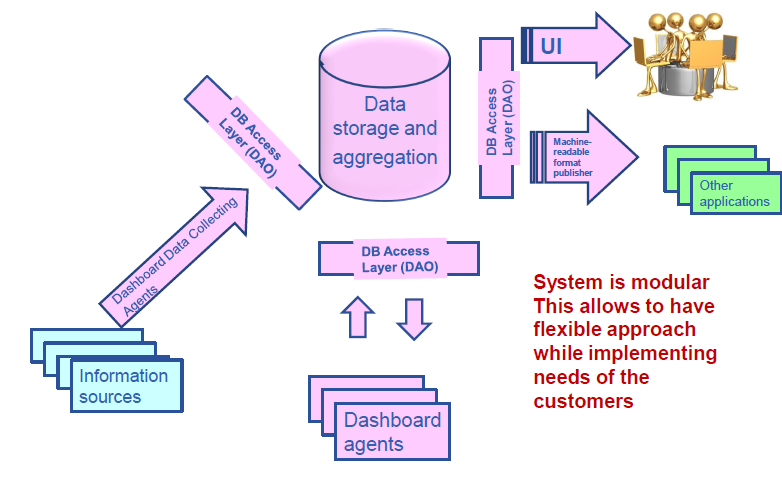 UI
Data
storage and
aggregation
DB Access
Layer (DAO)
DB Access
Layer (DAO)
Machine-
readable
format
publisher
Other
applications
Dashboard Data Collecting
Agents
DB Access
Layer (DAO)
System is modular
This allows to have
flexible approach
while implementing
needs of the
customers
Information
sources
Dashboard
agents